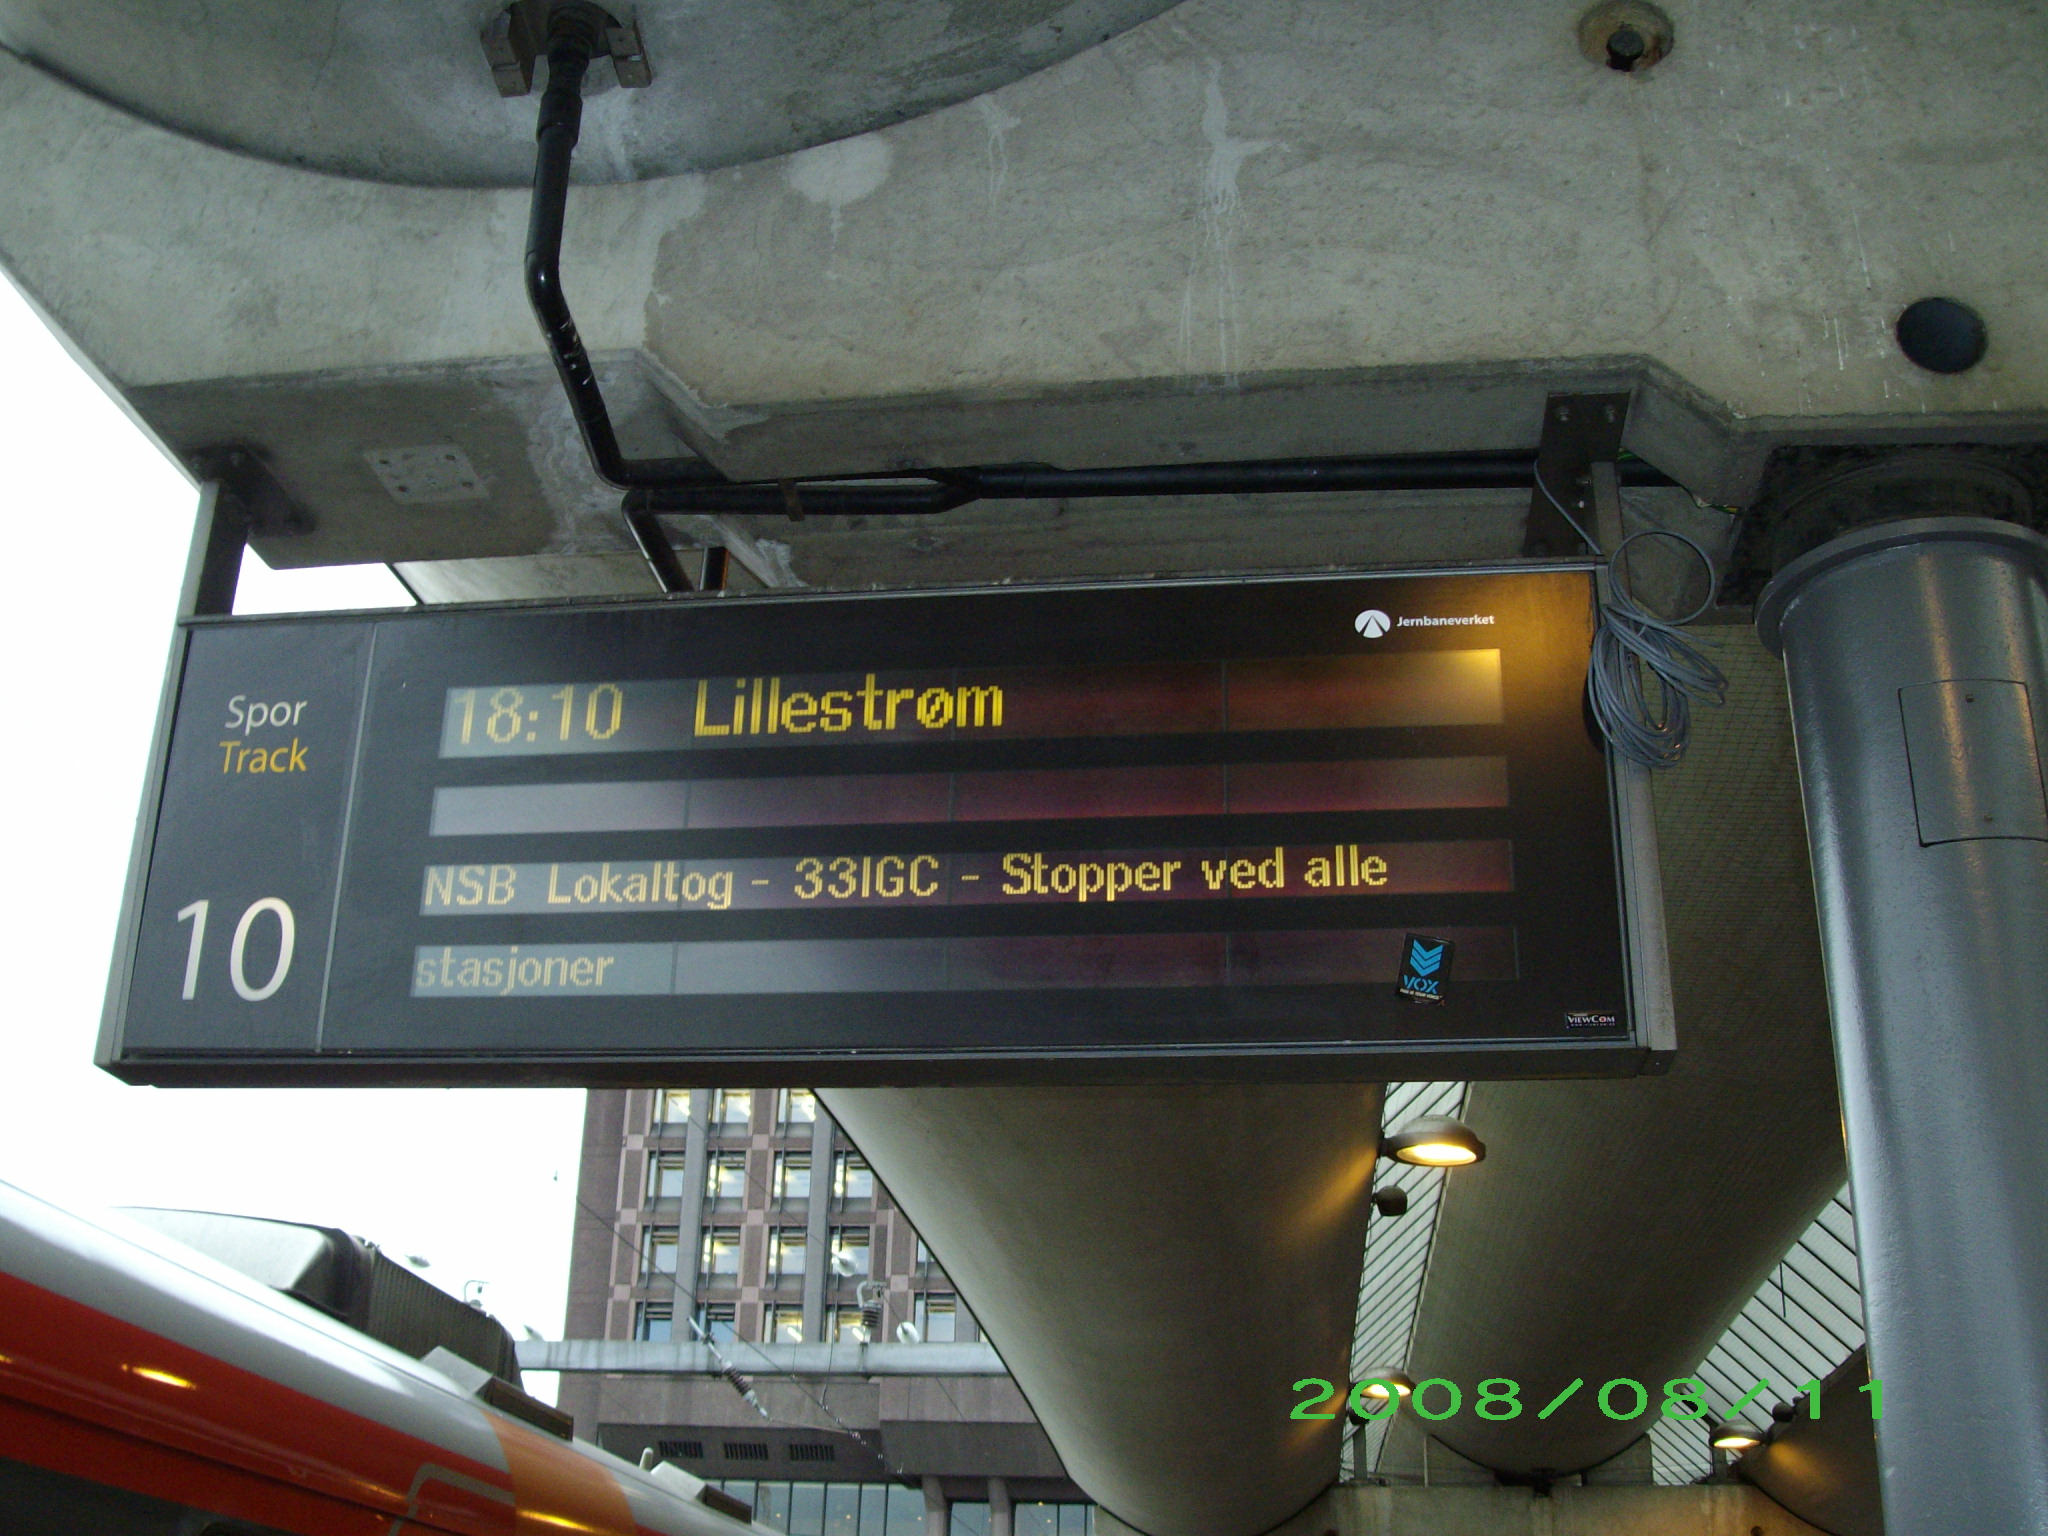 Jernbaneverket
Spor
Track
10
18:10 Lillestrøm
NSB Lokaltog - 33IGC - Stopper ved alle
stasjoner
VOX
VIEWCOM
2008/08/11